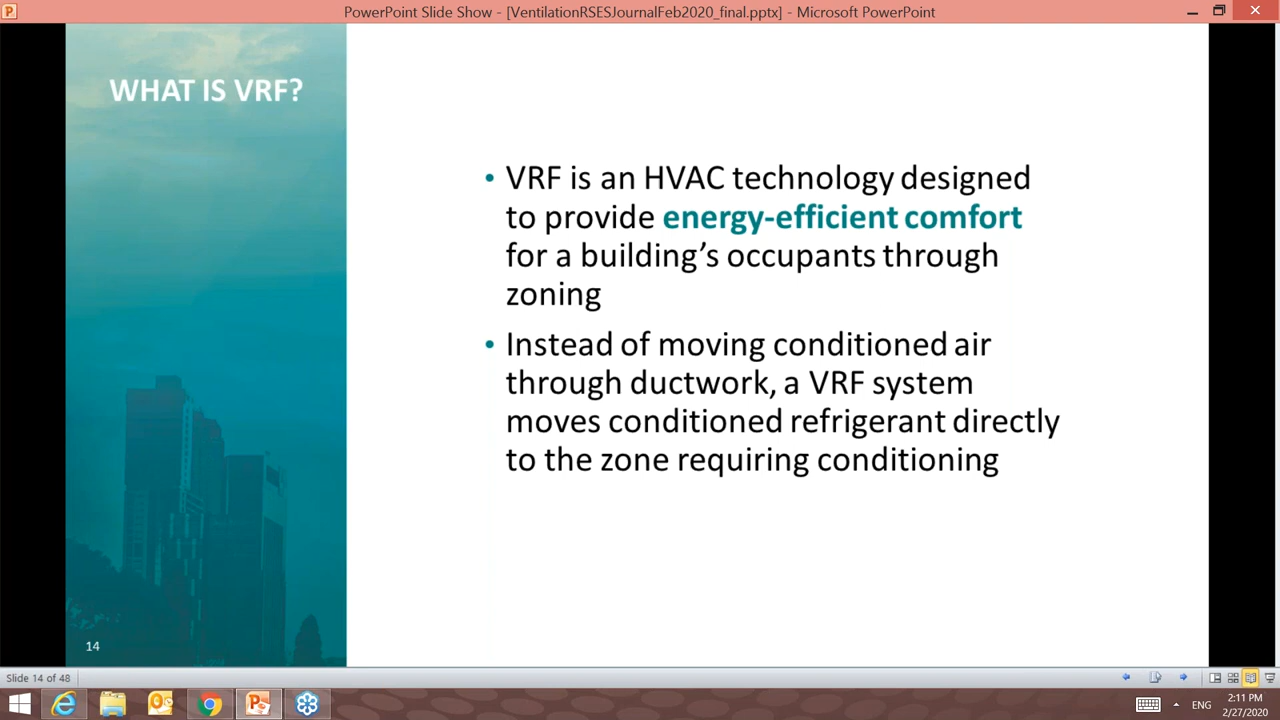 PowerPoint Slide Show - [VentilationRSESJournalFeb2020_final.pptx] - Microsoft PowerPoint
WHAT IS VRF?
• VRF is an HVAC technology designed
to provide energy-efficient comfort
for a building’s occupants through
zoning
• Instead of moving conditioned air
through ductwork, a VRF system
moves conditioned refrigerant directly
to the zone requiring conditioning
14
Slide 14 of 48
ENG
2:11 PM
2/27/2020